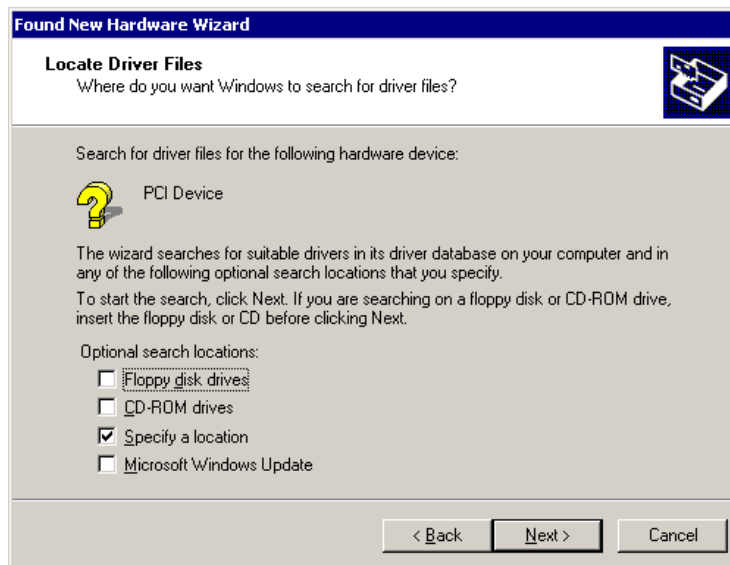 Found New Hardware Wizard
Locate Driver Files
Where do you want Windows to search for driver files?
Search for driver files for the following hardware device:
PCI Device
The wizard searches for suitable drivers in its driver database on your computer and in
any of the following optional search locations that you specify.
To start the search, click Next. If you are searching on a floppy disk or CD-ROM drive,
insert the floppy disk or CD before clicking Next.
Optional search locations:
Floppy disk drives
CD-ROM drives
Specify a location
Microsoft Windows Update
< Back Next > Cancel